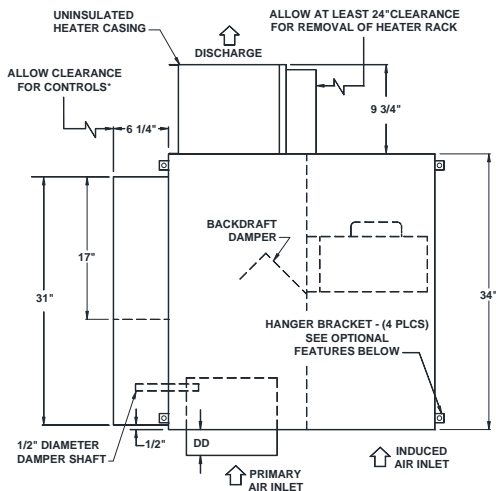 UNINSULATED
HEATER CASING
DISCHARGE
ALLOW AT LEAST 24" CLEARANCE
FOR REMOVAL OF HEATER RACK
ALLOW CLEARANCE
FOR CONTROLS*
6 1/4"
9 3/4"
BACKDRAFT
DAMPER
17"
31"
34"
HANGER BRACKET - (4 PLCS)
SEE OPTIONAL
FEATURES BELOW
1/2" DIAMETER
DAMPER SHAFT
1/2"
DD
PRIMARY
AIR INLET
INDUCED
AIR INLET